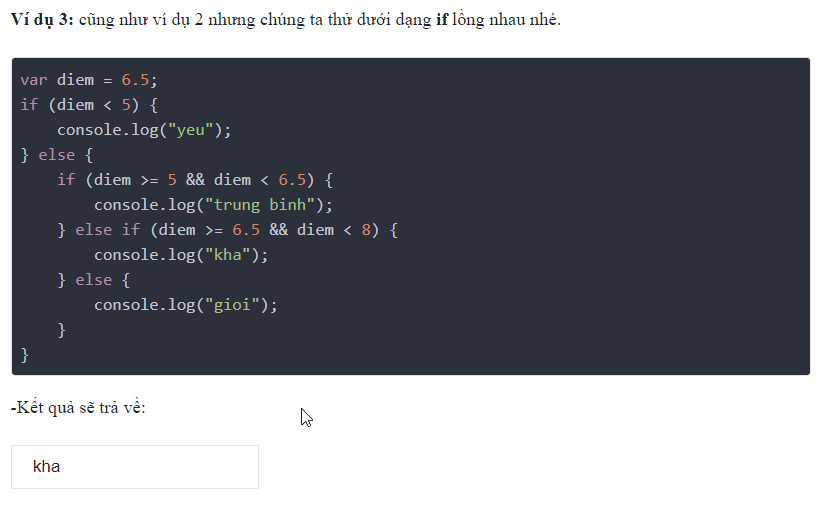 Ví dụ 3: cũng như ví dụ 2 nhưng chúng ta thử dưới dạng if lồng nhau nhé.
var diem = 6.5;
if (diem < 5) {
    console.log("yeu");
} else {
    if (diem >= 5 && diem < 6.5) {
        console.log("trung binh");
    } else if (diem >= 6.5 && diem < 8) {
        console.log("kha");
    } else {
        console.log("gioi");
    }
}
-Kết quả sẽ trả về:
kha